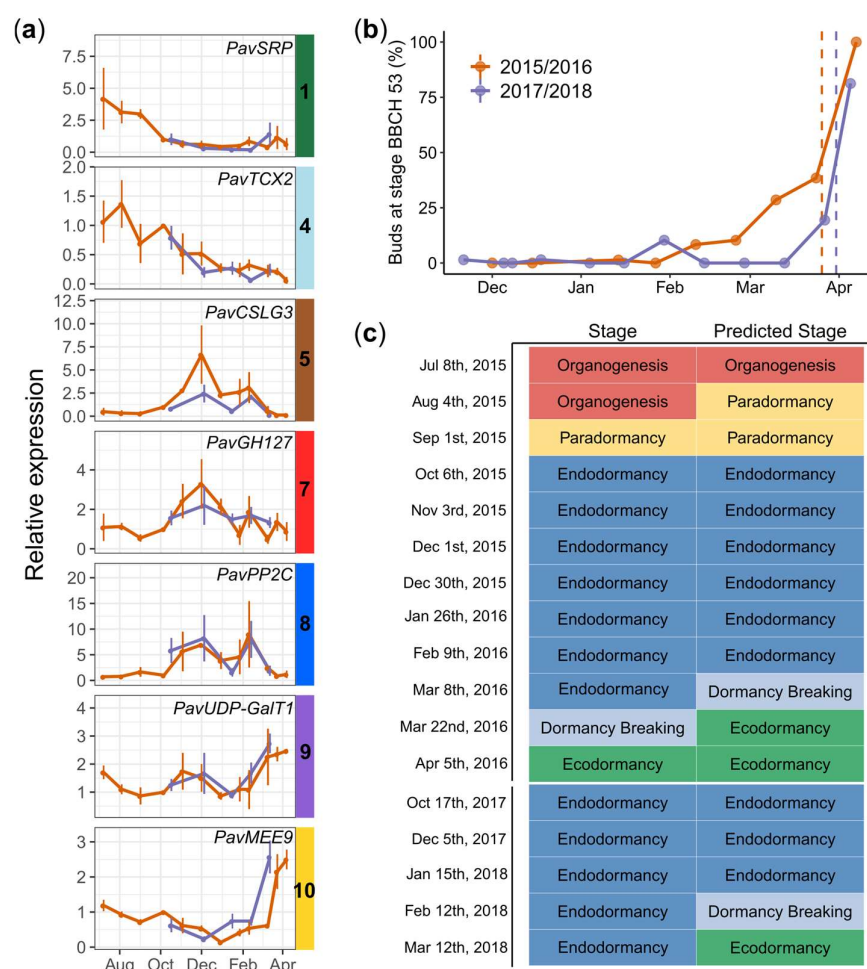 (a)
Relative expression
PavSRP
7.5
5.0
2.5
0.0
1
PavTCX2
2.0
1.5
1.0
0.5
0.0
4
PavCSLG3
12.5
10.0
7.5
5.0
2.5
0.0
5
PavGH127
4
2
0
7
PavPP2C
20
15
10
5
0
8
PavUDP-GalT1
4
3
2
1
9
PavMEE9
3
2
1
0
10
Aug Oct Dec Feb Apr
(b)
Buds at stage BBCH 53 (%)
100
75
50
25
0
2015/2016
2017/2018
Dec Jan Feb Mar Apr
(c)
Stage Predicted Stage
Jul 8th, 2015 Organogenesis Organogenesis
Aug 4th, 2015 Organogenesis Paradormancy
Sep 1st, 2015 Paradormancy Paradormancy
Oct 6th, 2015 Endodormancy Endodormancy
Nov 3rd, 2015 Endodormancy Endodormancy
Dec 1st, 2015 Endodormancy Endodormancy
Dec 30th, 2015 Endodormancy Endodormancy
Jan 26th, 2016 Endodormancy Endodormancy
Feb 9th, 2016 Endodormancy Endodormancy
Mar 8th, 2016 Endodormancy Dormancy Breaking
Mar 22nd, 2016 Dormancy Breaking Ecodormancy
Apr 5th, 2016 Ecodormancy Ecodormancy
Oct 17th, 2017 Endodormancy Endodormancy
Dec 5th, 2017 Endodormancy Endodormancy
Jan 15th, 2018 Endodormancy Endodormancy
Feb 12th, 2018 Endodormancy Dormancy Breaking
Mar 12th, 2018 Endodormancy Ecodormancy